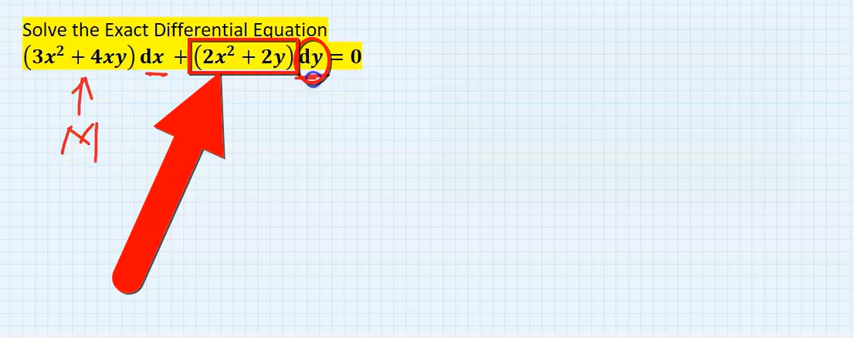 Solve the Exact Differential Equation
(3x² + 4xy) dx + (2x² + 2y) dy = 0
M